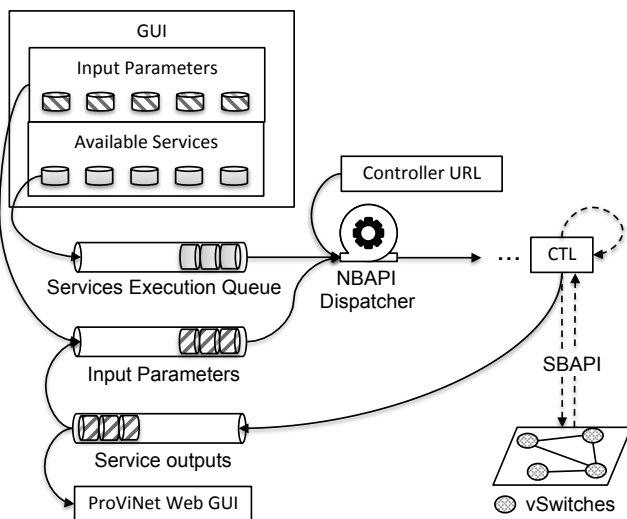 GUI
Input Parameters
Available Services
Controller URL
Services Execution Queue
NBAPI
Dispatcher
...
CTL
Input Parameters
SBAPI
Service outputs
ProViNet Web GUI
vSwitches